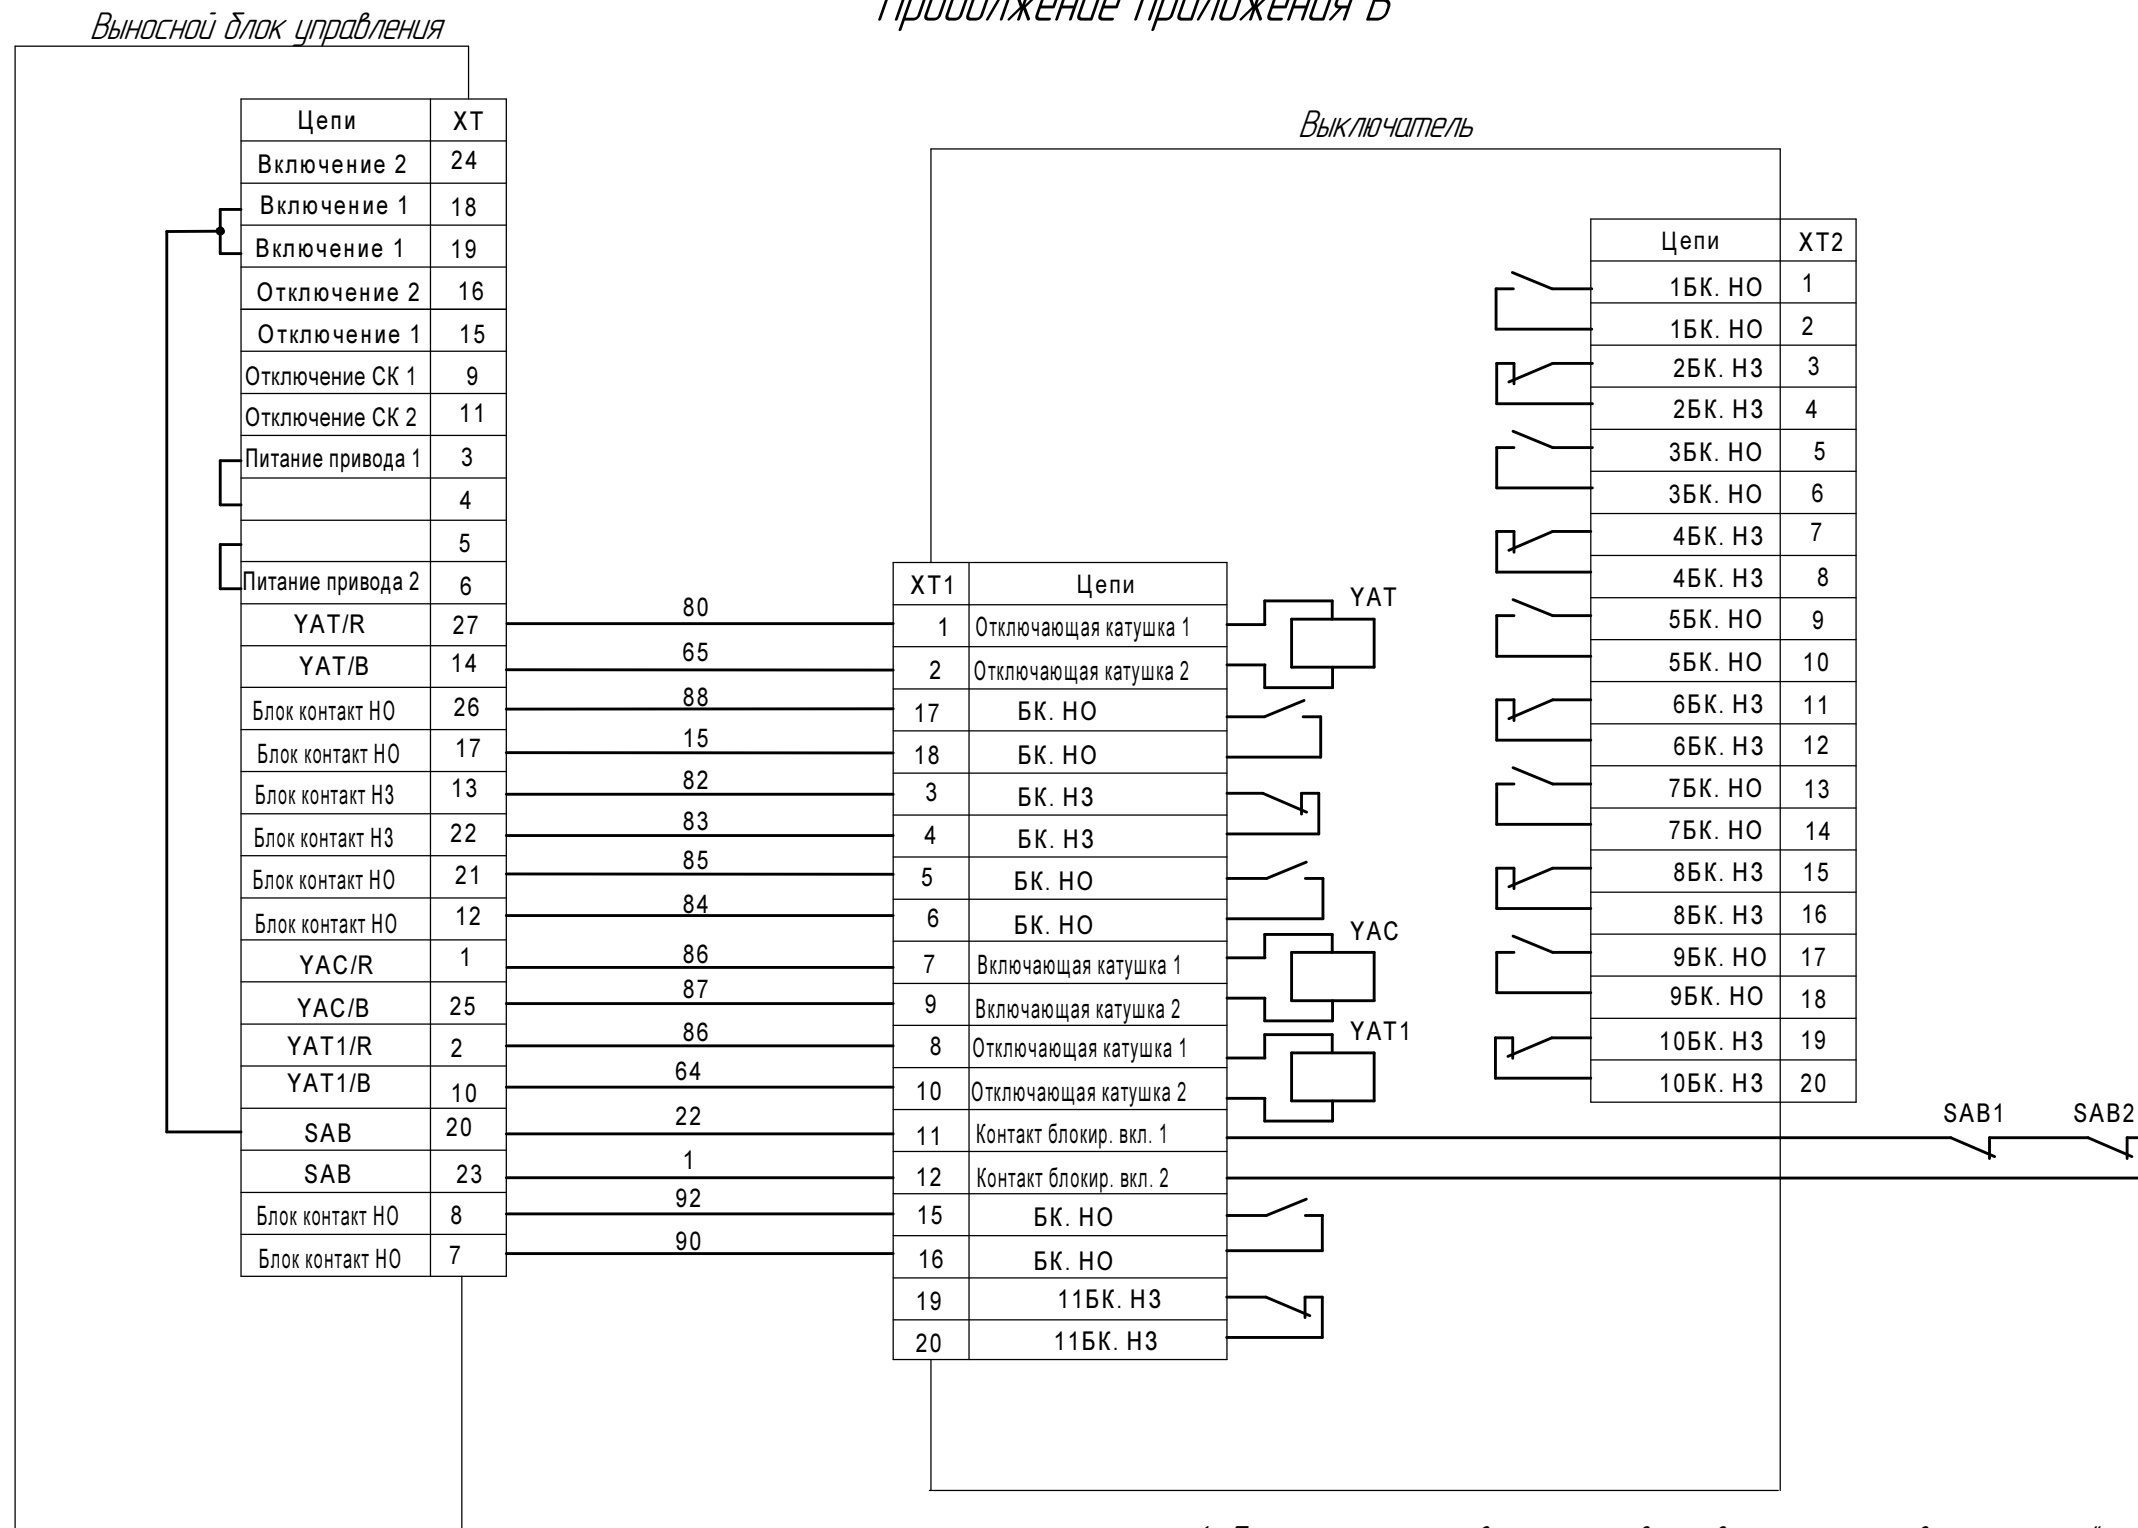 Продолжение приложения В
Выносной блок управления
Цепи XT
Включение 2 24
Включение 1 18
Включение 1 19
Отключение 2 16
Отключение 1 15
Отключение СК 1 9
Отключение СК 2 11
Питание привода 1 3
4
5
Питание привода 2 6
YAT/R 27
YAT/B 14
Блок контакт НО 26
Блок контакт НО 17
Блок контакт НЗ 13
Блок контакт НЗ 22
Блок контакт НО 21
Блок контакт НО 12
YAC/R 1
YAC/B 25
YAT1/R 2
YAT1/B 10
SAB 20
SAB 23
Блок контакт НО 8
Блок контакт НО 7
80
65
88
15
82
83
85
84
86
87
86
64
22
1
92
90
Выключатель
XT1 Цепи
1 Отключающая катушка 1
2 Отключающая катушка 2
17 БК. НО
18 БК. НО
3 БК. НЗ
4 БК. НЗ
5 БК. НО
6 БК. НО
7 Включающая катушка 1
9 Включающая катушка 2
8 Отключающая катушка 1
10 Отключающая катушка 2
11 Контакт блокир. вкл. 1
12 Контакт блокир. вкл. 2
15 БК. НО
16 БК. НО
19 11БК. НЗ
20 11БК. НЗ
YAT
YAC
YAT1
Цепи XT2
1БК. НО 1
1БК. НО 2
2БК. НЗ 3
2БК. НЗ 4
3БК. НО 5
3БК. НО 6
4БК. НЗ 7
4БК. НЗ 8
5БК. НО 9
5БК. НО 10
6БК. НЗ 11
6БК. НЗ 12
7БК. НО 13
7БК. НО 14
8БК. НЗ 15
8БК. НЗ 16
9БК. НО 17
9БК. НО 18
10БК. НЗ 19
10БК. НЗ 20
SAB1 SAB2